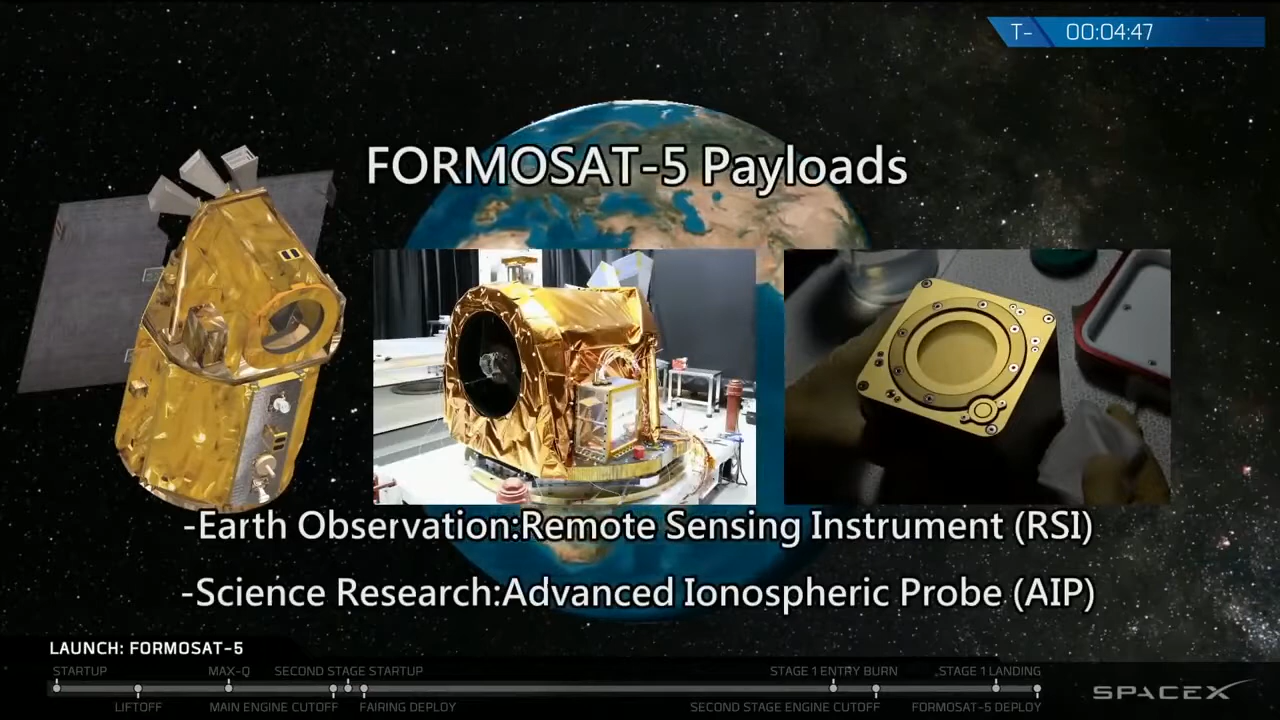 T- 00:04:47
FORMOSAT-5 Payloads
-Earth Observation:Remote Sensing Instrument (RSI)
-Science Research:Advanced Ionospheric Probe (AIP)
LAUNCH: FORMOSAT-5
STARTUP MAX-Q SECOND STAGE STARTUP STAGE 1 ENTRY BURN STAGE 1 LANDING
LIFTOFF MAIN ENGINE CUTOFF FAIRING DEPLOY SECOND STAGE ENGINE CUTOFF FORMOSAT-5 DEPLOY
SPACEX